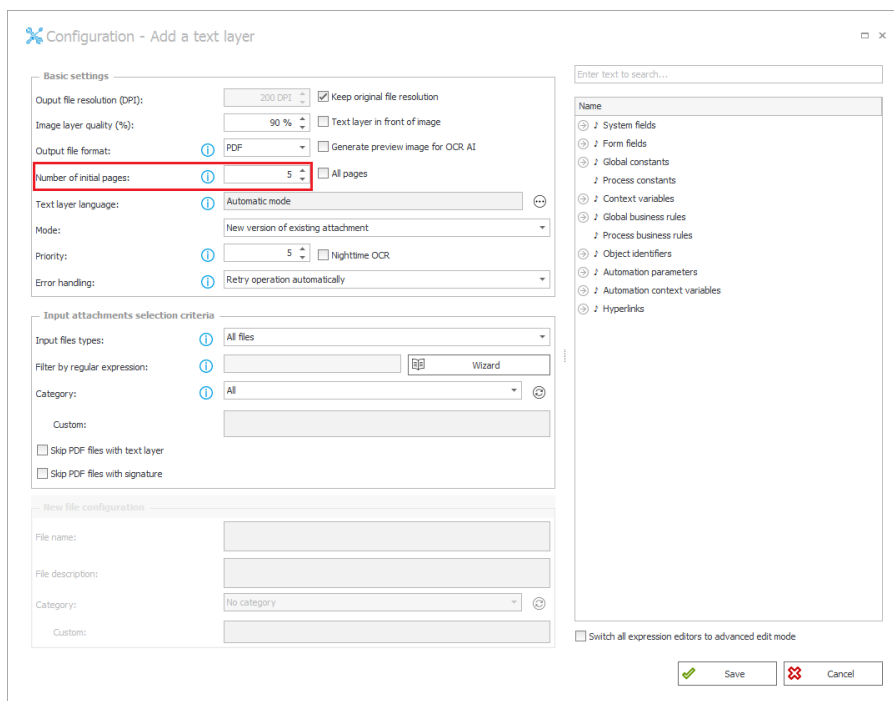 Configuration - Add a text layer
Basic settings
Ouput file resolution (DPI): 200 DPI Keep original file resolution
Image layer quality (%): 90 % Text layer in front of image
Output file format: PDF Generate preview image for OCR AI
Number of initial pages: 5 All pages
Text layer language: Automatic mode
Mode: New version of existing attachment
Priority: 5 Nighttime OCR
Error handling: Retry operation automatically
Input attachments selection criteria
Input files types: All files
Filter by regular expression: Wizard
Category: All
Custom:
Skip PDF files with text layer
Skip PDF files with signature
New file configuration
File name:
File description:
Category: No category
Custom:
Enter text to search...
Name
System fields
Form fields
Global constants
Process constants
Context variables
Global business rules
Process business rules
Object identifiers
Automation parameters
Automation context variables
Hyperlinks
Switch all expression editors to advanced edit mode
Save Cancel